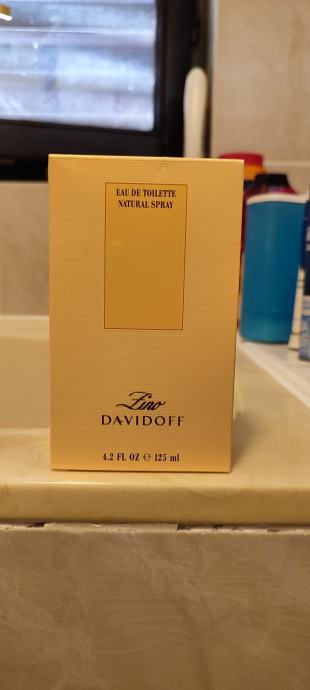 EAU DE TOILETTE
NATURAL SPRAY
Zino
DAVIDOFF
4.2 FL OZ ℮ 125 ml